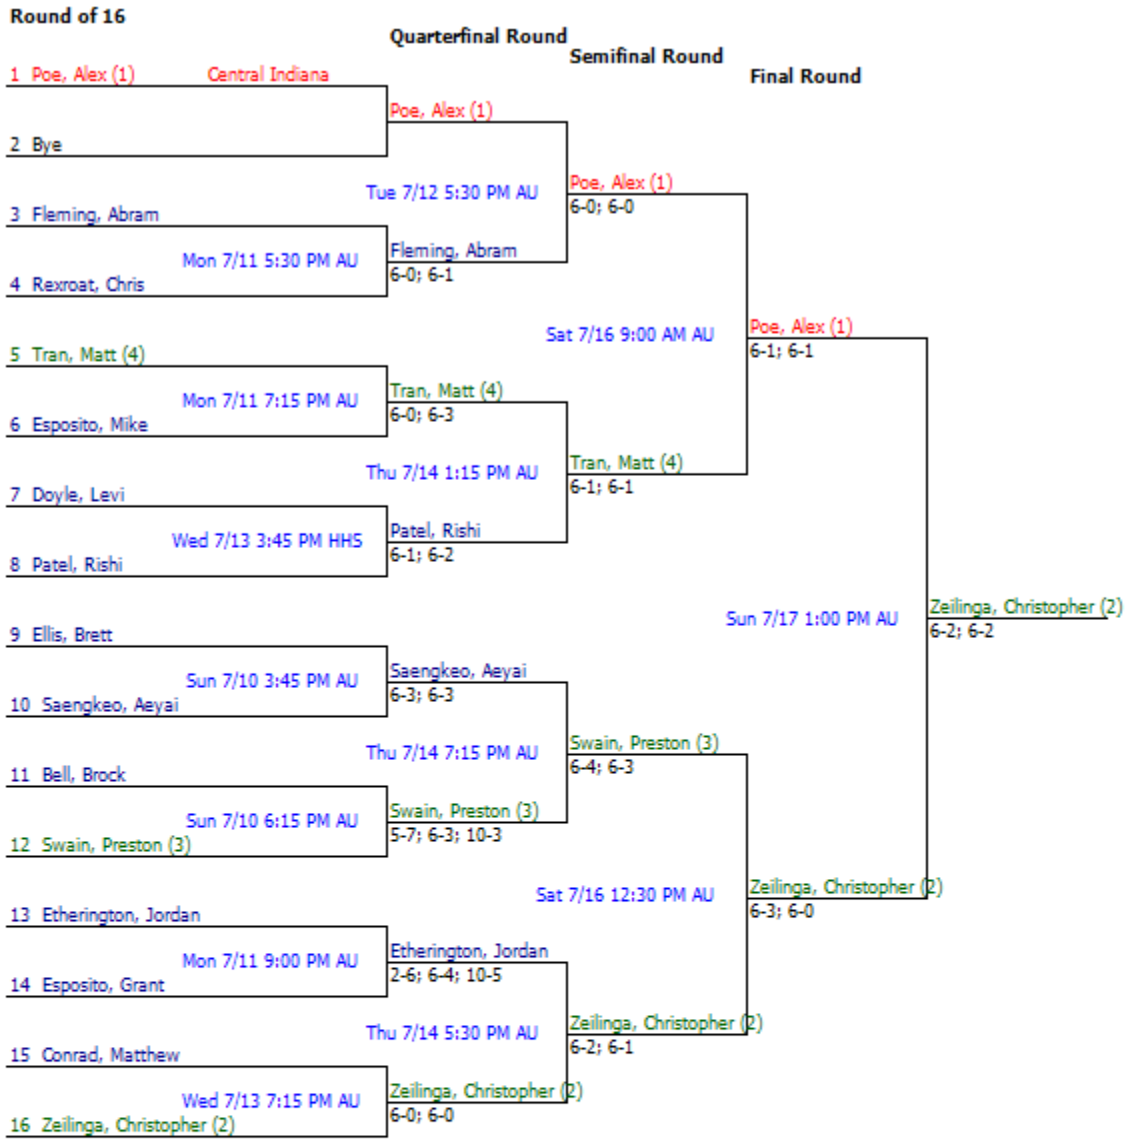 Round of 16
Quarterfinal Round
Semifinal Round
Final Round
1 Poe, Alex (1) Central Indiana
Poe, Alex (1)
2 Bye
Tue 7/12 5:30 PM AU
Poe, Alex (1)
6-0; 6-0
3 Fleming, Abram
Mon 7/11 5:30 PM AU
Fleming, Abram
6-0; 6-1
4 Rexroat, Chris
Sat 7/16 9:00 AM AU
Poe, Alex (1)
6-1; 6-1
5 Tran, Matt (4)
Mon 7/11 7:15 PM AU
Tran, Matt (4)
6-0; 6-3
6 Esposito, Mike
Thu 7/14 1:15 PM AU
Tran, Matt (4)
6-1; 6-1
7 Doyle, Levi
Wed 7/13 3:45 PM HHS
Patel, Rishi
6-1; 6-2
8 Patel, Rishi
Sun 7/17 1:00 PM AU
Zeilinga, Christopher (2)
6-2; 6-2
9 Ellis, Brett
Sun 7/10 3:45 PM AU
Saengkeo, Aeyai
6-3; 6-3
10 Saengkeo, Aeyai
Thu 7/14 7:15 PM AU
Swain, Preston (3)
6-4; 6-3
11 Bell, Brock
Sun 7/10 6:15 PM AU
Swain, Preston (3)
5-7; 6-3; 10-3
12 Swain, Preston (3)
Sat 7/16 12:30 PM AU
Zeilinga, Christopher (2)
6-3; 6-0
13 Etherington, Jordan
Mon 7/11 9:00 PM AU
Etherington, Jordan
2-6; 6-4; 10-5
14 Esposito, Grant
Thu 7/14 5:30 PM AU
Zeilinga, Christopher (2)
6-2; 6-1
15 Conrad, Matthew
Wed 7/13 7:15 PM AU
Zeilinga, Christopher (2)
6-0; 6-0
16 Zeilinga, Christopher (2)